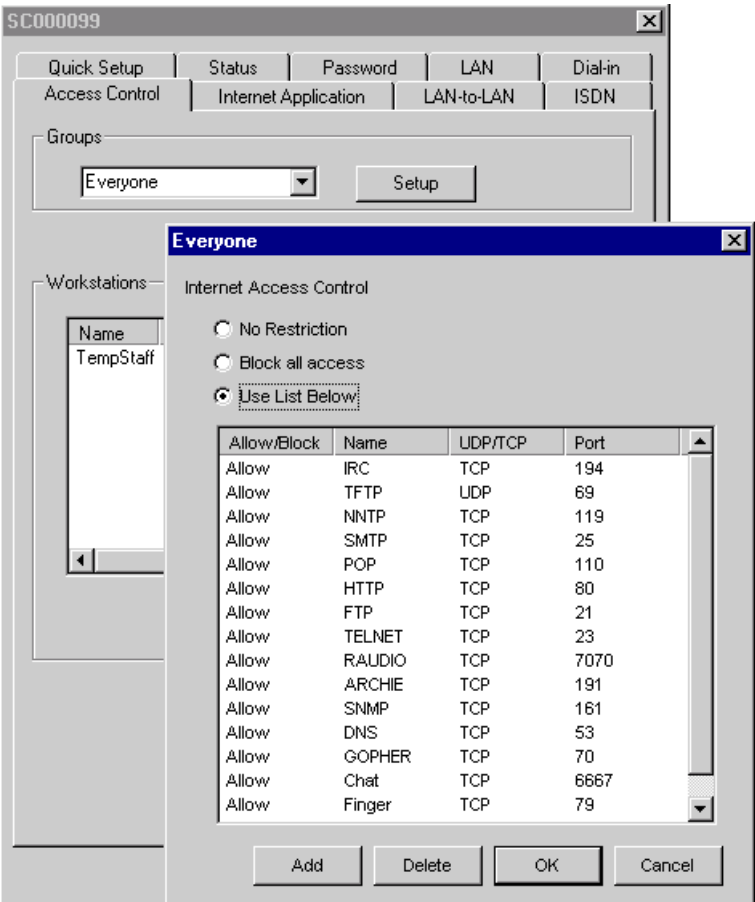 SC000099
Quick Setup Status Password LAN Dial-in
Access Control Internet Application LAN-to-LAN ISDN
Groups
Everyone Setup
Everyone
Workstations
Internet Access Control
No Restriction
Name
TempStaff
Block all access
Use List Below
Allow/Block Name UDP/TCP Port
Allow IRC TCP 194
Allow TFTP UDP 69
Allow NNTP TCP 119
Allow SMTP TCP 25
Allow POP TCP 110
Allow HTTP TCP 80
Allow FTP TCP 21
Allow TELNET TCP 23
Allow RAUDIO TCP 7070
Allow ARCHIE TCP 191
Allow SNMP TCP 161
Allow DNS TCP 53
Allow GOPHER TCP 70
Allow Chat TCP 6667
Allow Finger TCP 79
Add Delete OK Cancel